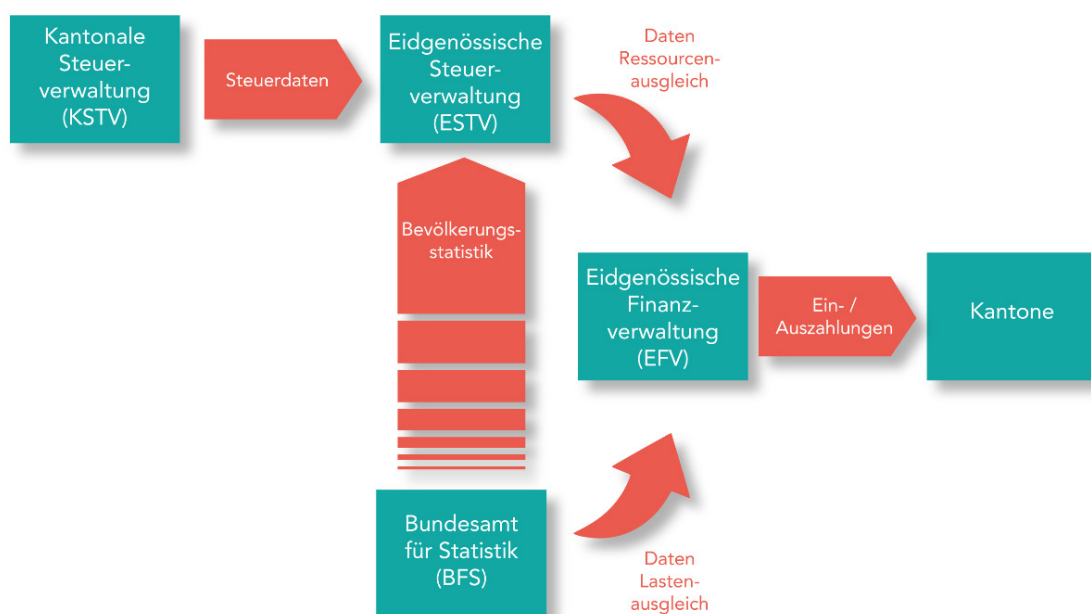 Kantonale
Steuer-
verwaltung
(KSTV)
Steuerdaten
Eidgenössische
Steuer-
verwaltung
(ESTV)
Daten
Ressourcen-
ausgleich
Bevölkerungs-
statistik
Eidgenössische
Finanz-
verwaltung
(EFV)
Ein- /
Auszahlungen
Kantone
Bundesamt
für Statistik
(BFS)
Daten
Lasten-
ausgleich